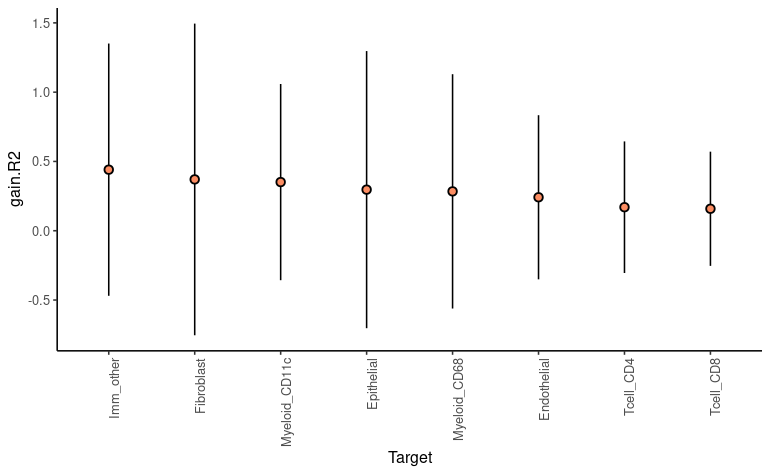 gain.R2
1.5
1.0
0.5
0.0
-0.5
Imm_other
Fibroblast
Myeloid_CD11c
Epithelial
Myeloid_CD68
Endothelial
Tcell_CD4
Tcell_CD8
Target